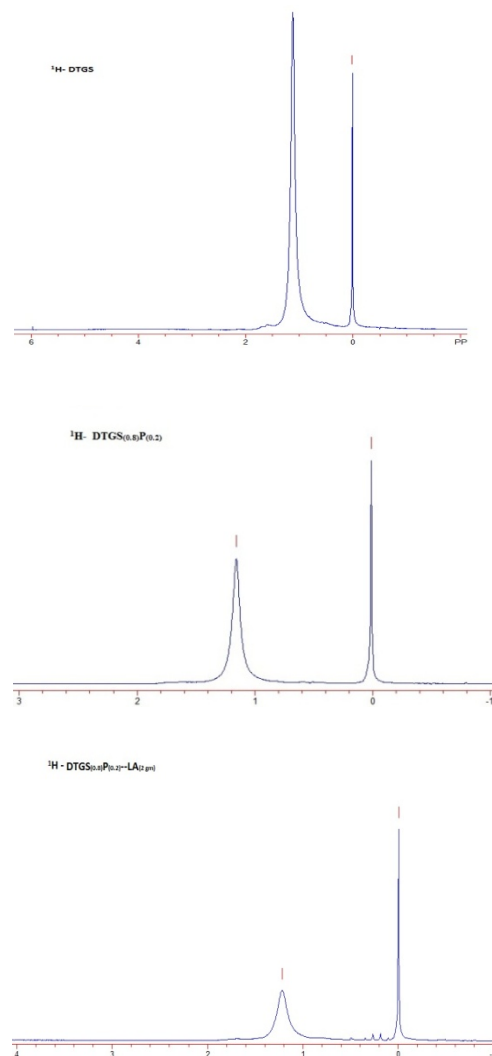 ¹H- DTGS
6 4 2 0 PP
¹H- DTGS(0.8)P(0.2)
3 2 1 0 -1
¹H - DTGS(0.8)P(0.2)--LA(2 gm)
4 3 2 1 0